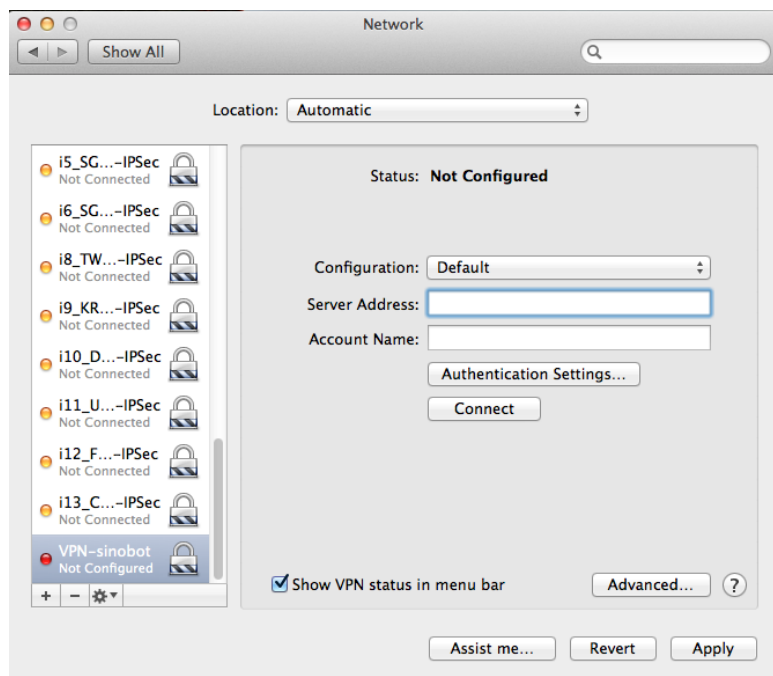 Network
Show All
Location: Automatic
i5_SG...-IPSec
Not Connected
i6_SG...-IPSec
Not Connected
i8_TW...-IPSec
Not Connected
i9_KR...-IPSec
Not Connected
i10_D...-IPSec
Not Connected
i11_U...-IPSec
Not Connected
i12_F...-IPSec
Not Connected
i13_C...-IPSec
Not Connected
VPN-sinobot
Not Configured
Status: Not Configured
Configuration: Default
Server Address:
Account Name:
Authentication Settings...
Connect
Show VPN status in menu bar
Advanced...
?
Assist me...
Revert
Apply